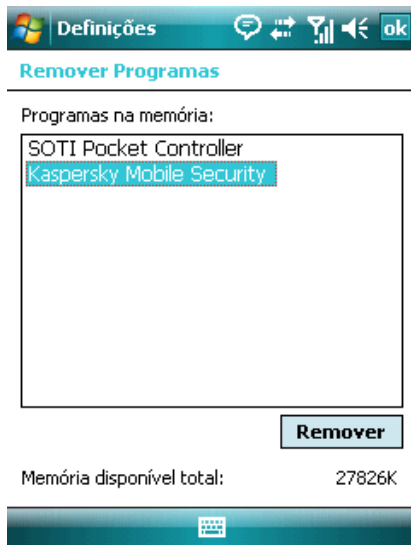 Definições ok
Remover Programas
Programas na memória:
SOTI Pocket Controller
Kaspersky Mobile Security
Remover
Memória disponível total: 27826K